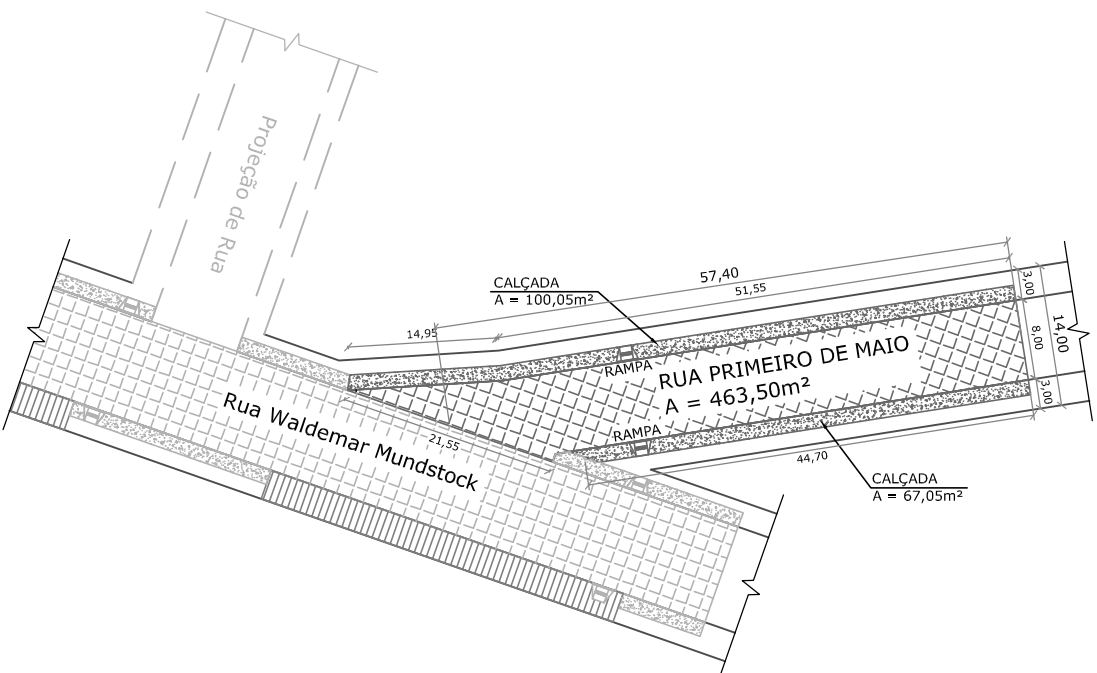 Projeção de Rua
CALÇADA
A = 100,05m²
57,40
51,55
14,95
3,00
14,00
8,00
3,00
RAMPA
RUA PRIMEIRO DE MAIO
A = 463,50m²
RAMPA
Rua Waldemar Mundstock
21,55
44,70
CALÇADA
A = 67,05m²